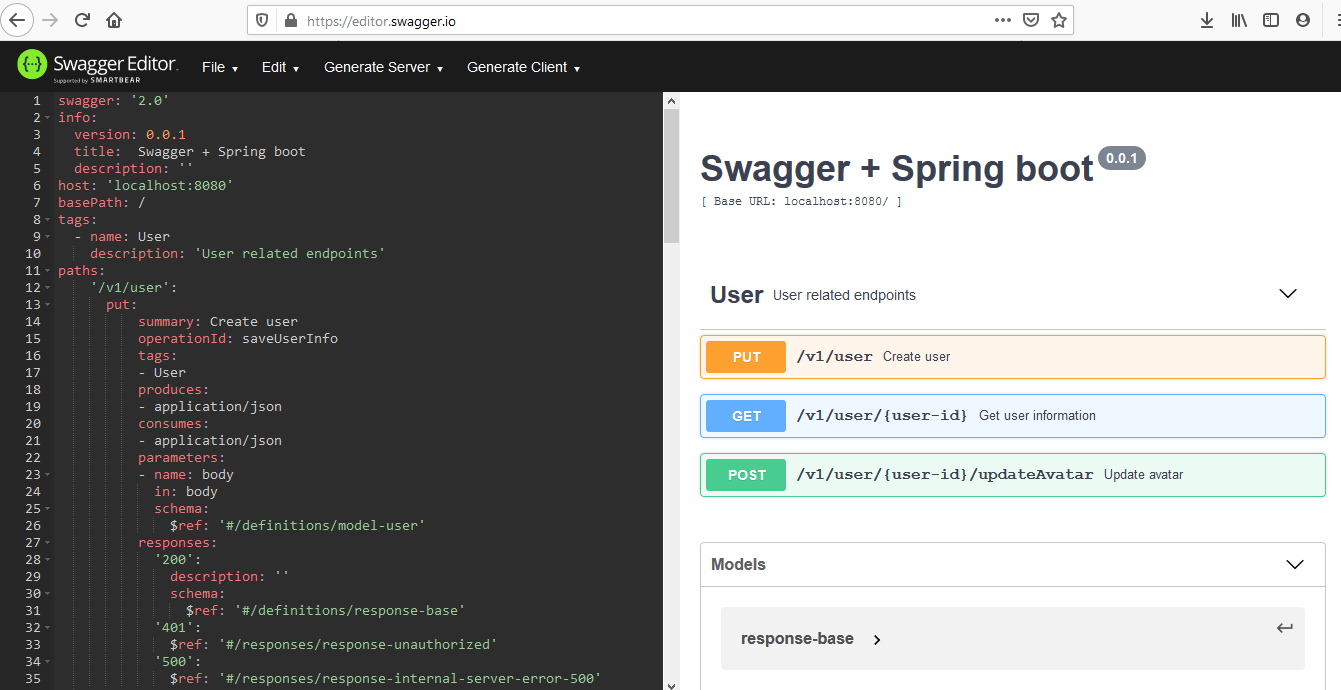 https://editor.swagger.io
{··} Swagger Editor.
Supported by SMARTBEAR
File Edit Generate Server Generate Client
1 swagger: '2.0'
2 info:
3 version: 0.0.1
4 title:  Swagger + Spring boot
5 description: ''
6 host: 'localhost:8080'
7 basePath: /
8 tags:
9 - name: User
10 description: 'User related endpoints'
11 paths:
12 '/v1/user':
13 put:
14 summary: Create user
15 operationId: saveUserInfo
16 tags:
17 - User
18 produces:
19 - application/json
20 consumes:
21 - application/json
22 parameters:
23 - name: body
24 in: body
25 schema:
26 $ref: '#/definitions/model-user'
27 responses:
28 '200':
29 description: ''
30 schema:
31 $ref: '#/definitions/response-base'
32 '401':
33 $ref: '#/responses/response-unauthorized'
34 '500':
35 $ref: '#/responses/response-internal-server-error-500'
Swagger + Spring boot 0.0.1
[ Base URL: localhost:8080/ ]
User User related endpoints
PUT /v1/user Create user
GET /v1/user/{user-id} Get user information
POST /v1/user/{user-id}/updateAvatar Update avatar
Models
response-base